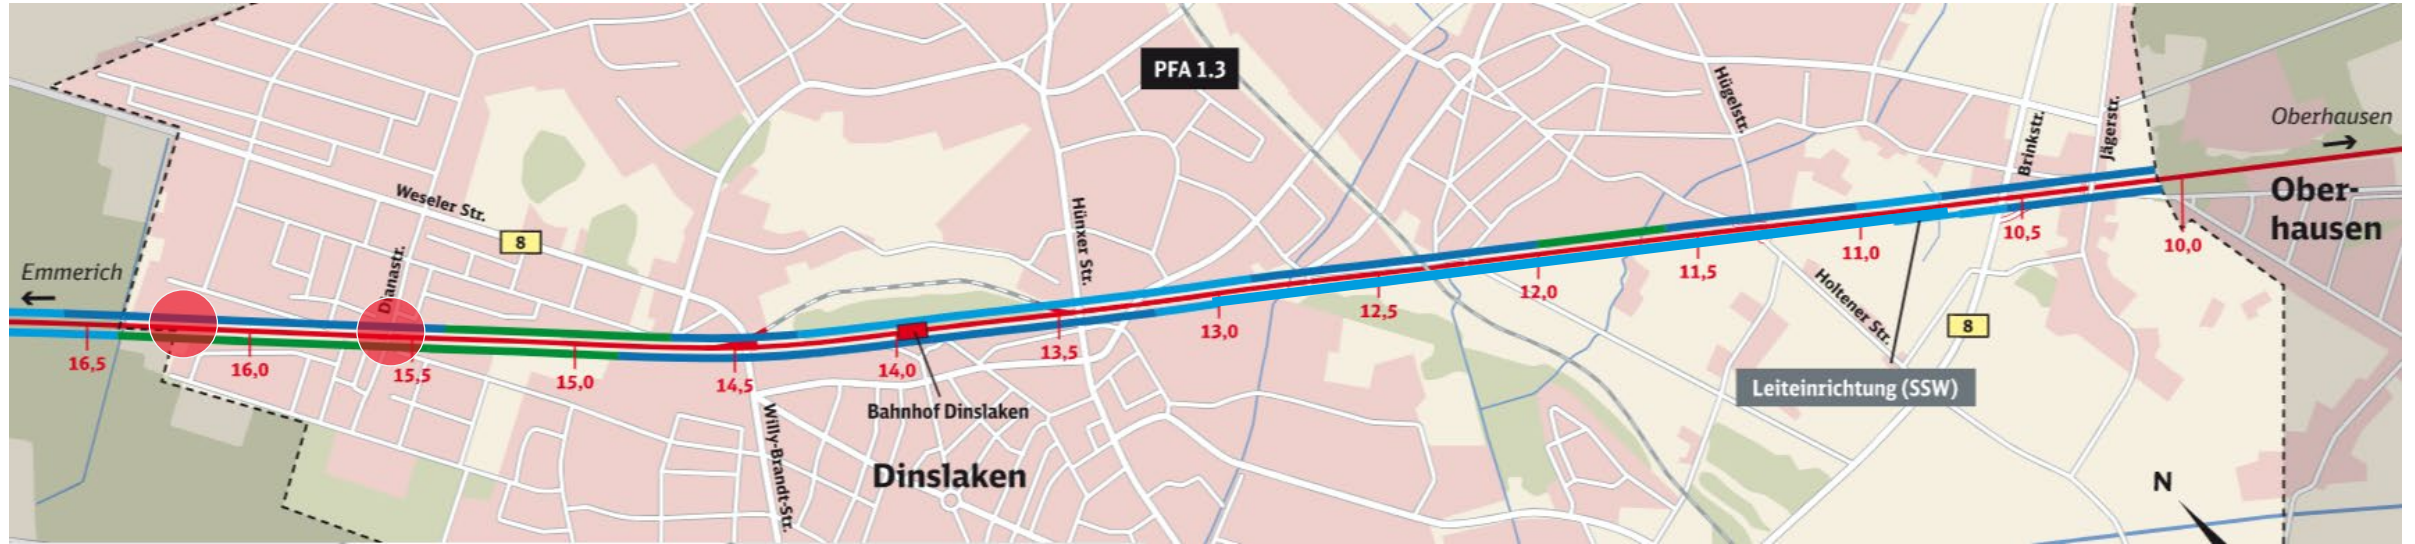 PFA 1.3
Oberhausen
Ober-
hausen
Hügelstr.
Brinkstr.
Jägerstr.
Weseler Str.
8
Dianastr.
Hünxer Str.
Emmerich
16,5
16,0
15,5
15,0
14,5
14,0
13,5
13,0
12,5
12,0
11,5
11,0
10,5
10,0
Holtener Str.
8
Leiteinrichtung (SSW)
Bahnhof Dinslaken
Willy-Brandt-Str.
Dinslaken
N